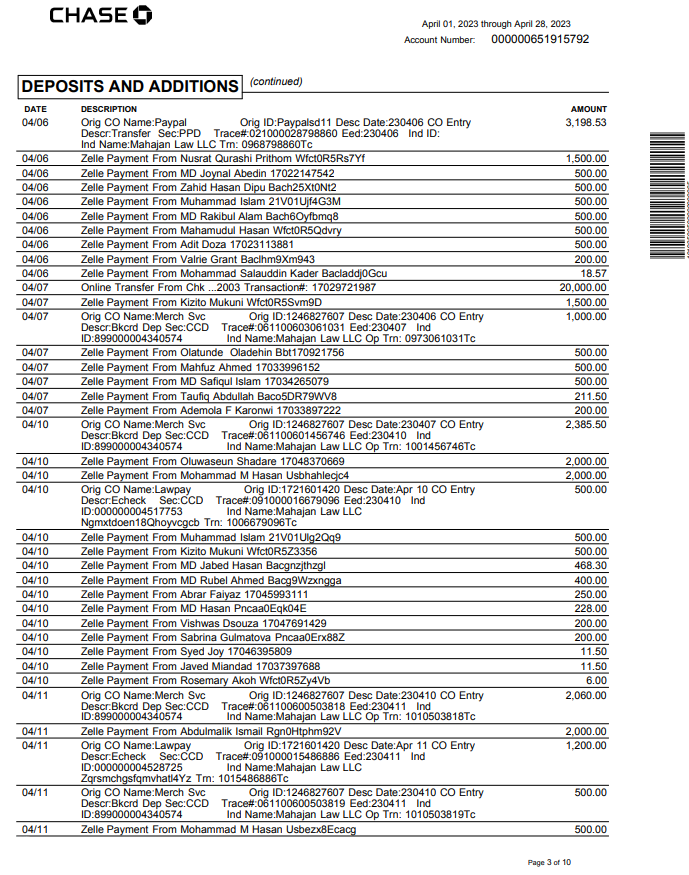 CHASE
April 01, 2023 through April 28, 2023
Account Number: 000000651915792
DEPOSITS AND ADDITIONS (continued)
DATE DESCRIPTION AMOUNT
04/06 Orig CO Name:Paypal Orig ID:Paypalsd11 Desc Date:230406 CO Entry 3,198.53
Descr:Transfer Sec:PPD Trace#:021000028798860 Eed:230406 Ind ID:
Ind Name:Mahajan Law LLC Trn: 0968798860Tc
04/06 Zelle Payment From Nusrat Qurashi Prithom Wfct0R5Rs7Yf 1,500.00
04/06 Zelle Payment From MD Joynal Abedin 17022147542 500.00
04/06 Zelle Payment From Zahid Hasan Dipu Bach25Xt0Nt2 500.00
04/06 Zelle Payment From Muhammad Islam 21V01Ujf4G3M 500.00
04/06 Zelle Payment From MD Rakibul Alam Bach6Oyfbmq8 500.00
04/06 Zelle Payment From Mahamudul Hasan Wfct0R5Qdvry 500.00
04/06 Zelle Payment From Adit Doza 17023113881 500.00
04/06 Zelle Payment From Valrie Grant Baclhm9Xm943 200.00
04/06 Zelle Payment From Mohammad Salauddin Kader Bacladdj0Gcu 18.57
04/07 Online Transfer From Chk ...2003 Transaction#: 17029721987 20,000.00
04/07 Zelle Payment From Kizito Mukuni Wfct0R5Svm9D 1,500.00
04/07 Orig CO Name:Merch Svc Orig ID:1246827607 Desc Date:230406 CO Entry 1,000.00
Descr:Bkcrd Dep Sec:CCD Trace#:061100603061031 Eed:230407 Ind
ID:899000004340574 Ind Name:Mahajan Law LLC Op Trn: 0973061031Tc
04/07 Zelle Payment From Olatunde Oladehin Bbt170921756 500.00
04/07 Zelle Payment From Mahfuz Ahmed 17033996152 500.00
04/07 Zelle Payment From MD Safiqul Islam 17034265079 500.00
04/07 Zelle Payment From Taufiq Abdullah Baco5DR79WV8 211.50
04/07 Zelle Payment From Ademola F Karonwi 17033897222 200.00
04/10 Orig CO Name:Merch Svc Orig ID:1246827607 Desc Date:230407 CO Entry 2,385.50
Descr:Bkcrd Dep Sec:CCD Trace#:061100601456746 Eed:230410 Ind
ID:899000004340574 Ind Name:Mahajan Law LLC Op Trn: 1001456746Tc
04/10 Zelle Payment From Oluwaseun Shadare 17048370669 2,000.00
04/10 Zelle Payment From Mohammad M Hasan Usbhahlecjc4 2,000.00
04/10 Orig CO Name:Lawpay Orig ID:1721601420 Desc Date:Apr 10 CO Entry 500.00
Descr:Echeck Sec:CCD Trace#:091000016679096 Eed:230410 Ind
ID:000000004517753 Ind Name:Mahajan Law LLC
Ngmxtdoen18Qhoyvcgcb Trn: 1006679096Tc
04/10 Zelle Payment From Muhammad Islam 21V01Ulg2Qq9 500.00
04/10 Zelle Payment From Kizito Mukuni Wfct0R5Z3356 500.00
04/10 Zelle Payment From MD Jabed Hasan Bacgnzjthzgl 468.30
04/10 Zelle Payment From MD Rubel Ahmed Bacg9Wzxngga 400.00
04/10 Zelle Payment From Abrar Faiyaz 17045993111 250.00
04/10 Zelle Payment From MD Hasan Pncaa0Eqk04E 228.00
04/10 Zelle Payment From Vishwas Dsouza 17047691429 200.00
04/10 Zelle Payment From Sabrina Gulmatova Pncaa0Erx88Z 200.00
04/10 Zelle Payment From Syed Joy 17046395809 11.50
04/10 Zelle Payment From Javed Miandad 17037397688 11.50
04/10 Zelle Payment From Rosemary Akoh Wfct0R5Zy4Vb 6.00
04/11 Orig CO Name:Merch Svc Orig ID:1246827607 Desc Date:230410 CO Entry 2,060.00
Descr:Bkcrd Dep Sec:CCD Trace#:061100600503818 Eed:230411 Ind
ID:899000004340574 Ind Name:Mahajan Law LLC Op Trn: 1010503818Tc
04/11 Zelle Payment From Abdulmalik Ismail Rgn0Htphm92V 2,000.00
04/11 Orig CO Name:Lawpay Orig ID:1721601420 Desc Date:Apr 11 CO Entry 1,200.00
Descr:Echeck Sec:CCD Trace#:091000015486886 Eed:230411 Ind
ID:000000004528725 Ind Name:Mahajan Law LLC
Zqrsmchgsfqmvhatl4Yz Trn: 1015486886Tc
04/11 Orig CO Name:Merch Svc Orig ID:1246827607 Desc Date:230410 CO Entry 500.00
Descr:Bkcrd Dep Sec:CCD Trace#:061100600503819 Eed:230411 Ind
ID:899000004340574 Ind Name:Mahajan Law LLC Op Trn: 1010503819Tc
04/11 Zelle Payment From Mohammad M Hasan Usbezx8Ecacg 500.00
Page 3 of 10